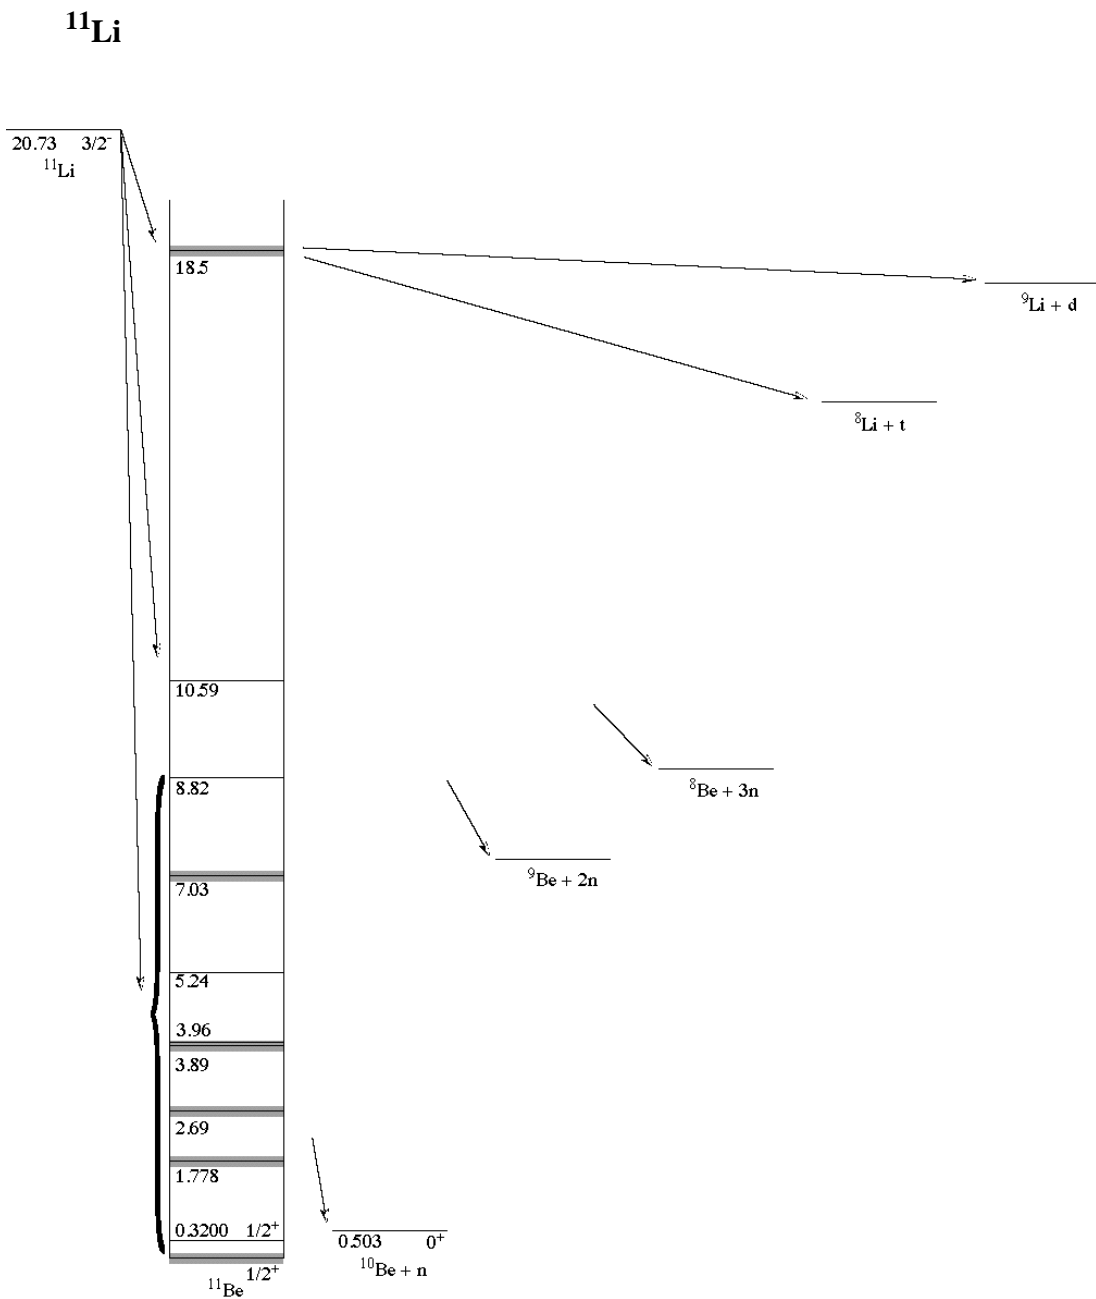 ¹¹Li
20.73 3/2⁻
¹¹Li
18.5
⁹Li + d
⁸Li + t
10.59
8.82
⁸Be + 3n
⁹Be + 2n
7.03
5.24
3.96
3.89
2.69
1.778
0.3200 1/2⁺
0.503 0⁺
¹⁰Be + n
1/2⁺
¹¹Be